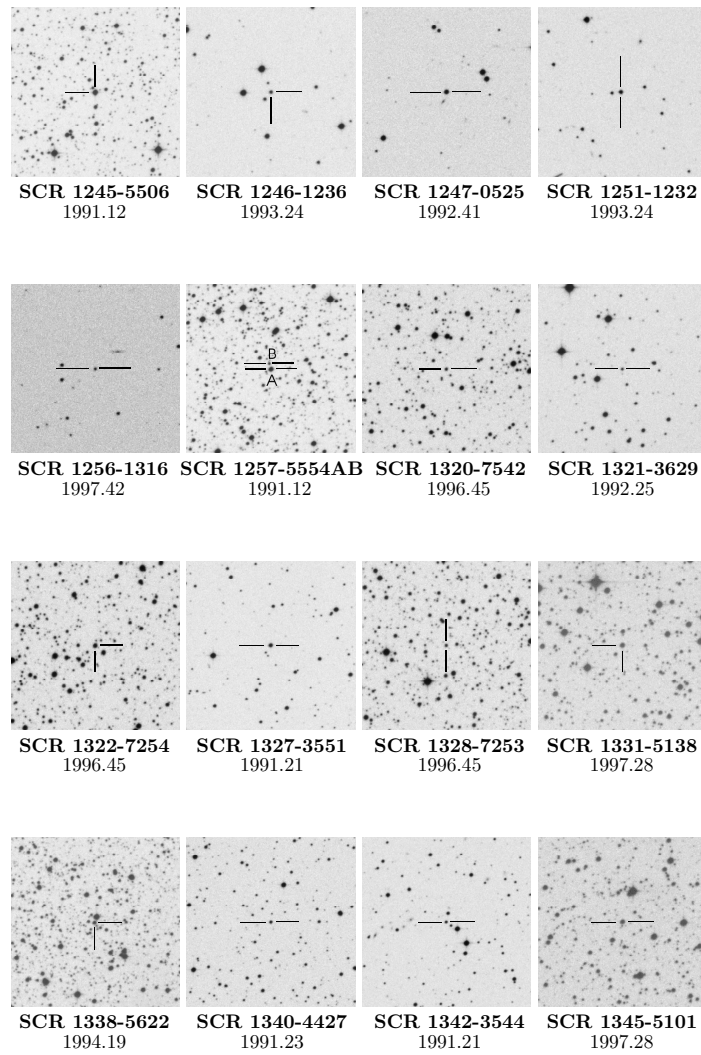 SCR 1245-5506 SCR 1246-1236 SCR 1247-0525 SCR 1251-1232
1991.12 1993.24 1992.41 1993.24
B
A
SCR 1256-1316 SCR 1257-5554AB SCR 1320-7542 SCR 1321-3629
1997.42 1991.12 1996.45 1992.25
SCR 1322-7254 SCR 1327-3551 SCR 1328-7253 SCR 1331-5138
1996.45 1991.21 1996.45 1997.28
SCR 1338-5622 SCR 1340-4427 SCR 1342-3544 SCR 1345-5101
1994.19 1991.23 1991.21 1997.28